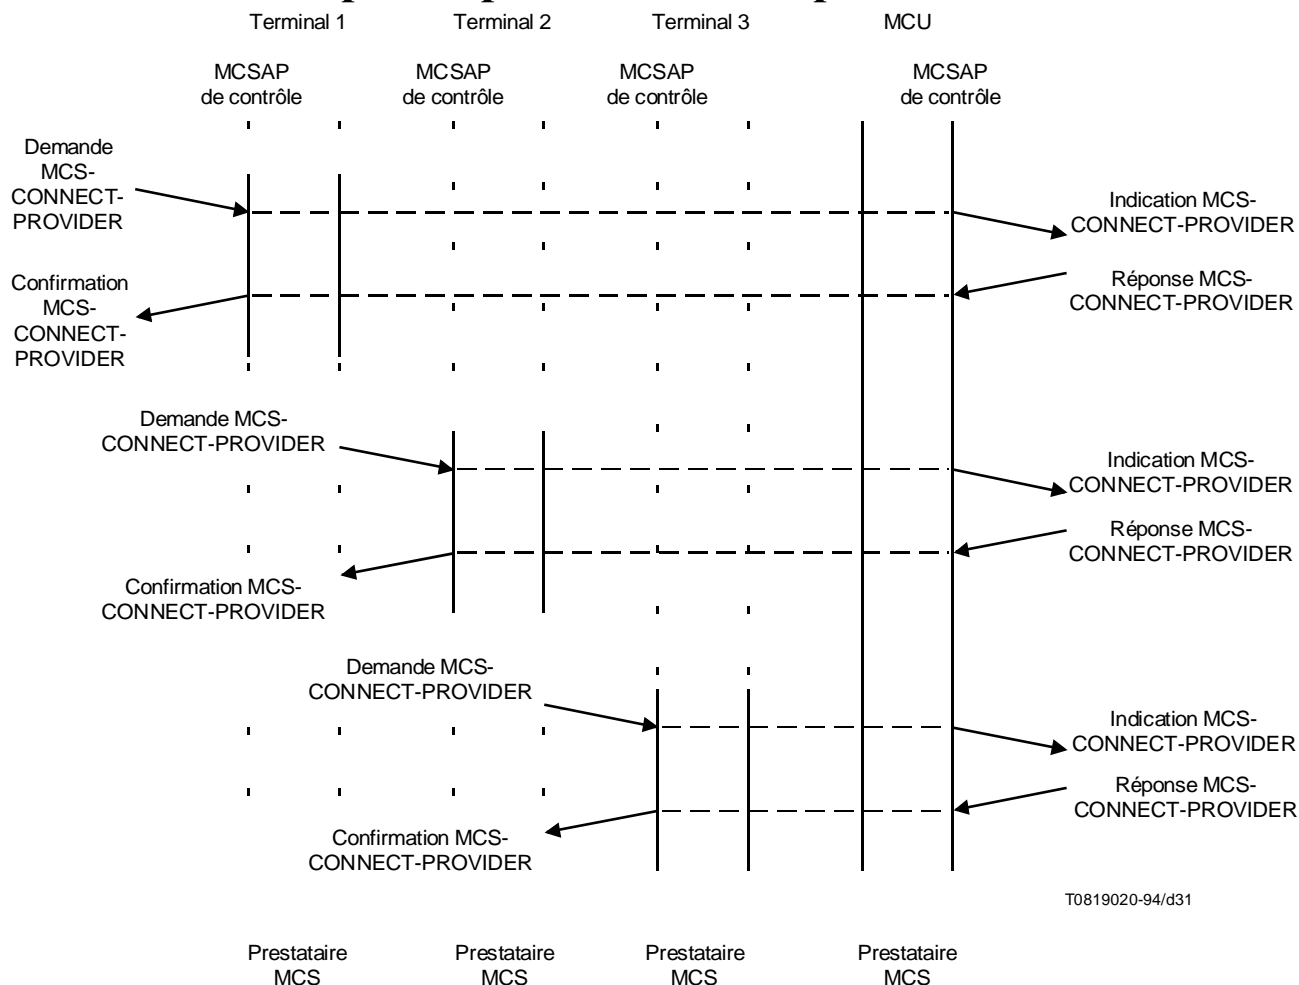 Terminal 1
Terminal 2
Terminal 3
MCU
MCSAP
de contrôle
MCSAP
de contrôle
MCSAP
de contrôle
MCSAP
de contrôle
Demande
MCS-
CONNECT-
PROVIDER
Indication MCS-
CONNECT-PROVIDER
Confirmation
MCS-
CONNECT-
PROVIDER
Réponse MCS-
CONNECT-PROVIDER
Demande MCS-
CONNECT-PROVIDER
Indication MCS-
CONNECT-PROVIDER
Réponse MCS-
CONNECT-PROVIDER
Confirmation MCS-
CONNECT-PROVIDER
Demande MCS-
CONNECT-PROVIDER
Indication MCS-
CONNECT-PROVIDER
Réponse MCS-
CONNECT-PROVIDER
Confirmation MCS-
CONNECT-PROVIDER
T0819020-94/d31
Prestataire
MCS
Prestataire
MCS
Prestataire
MCS
Prestataire
MCS